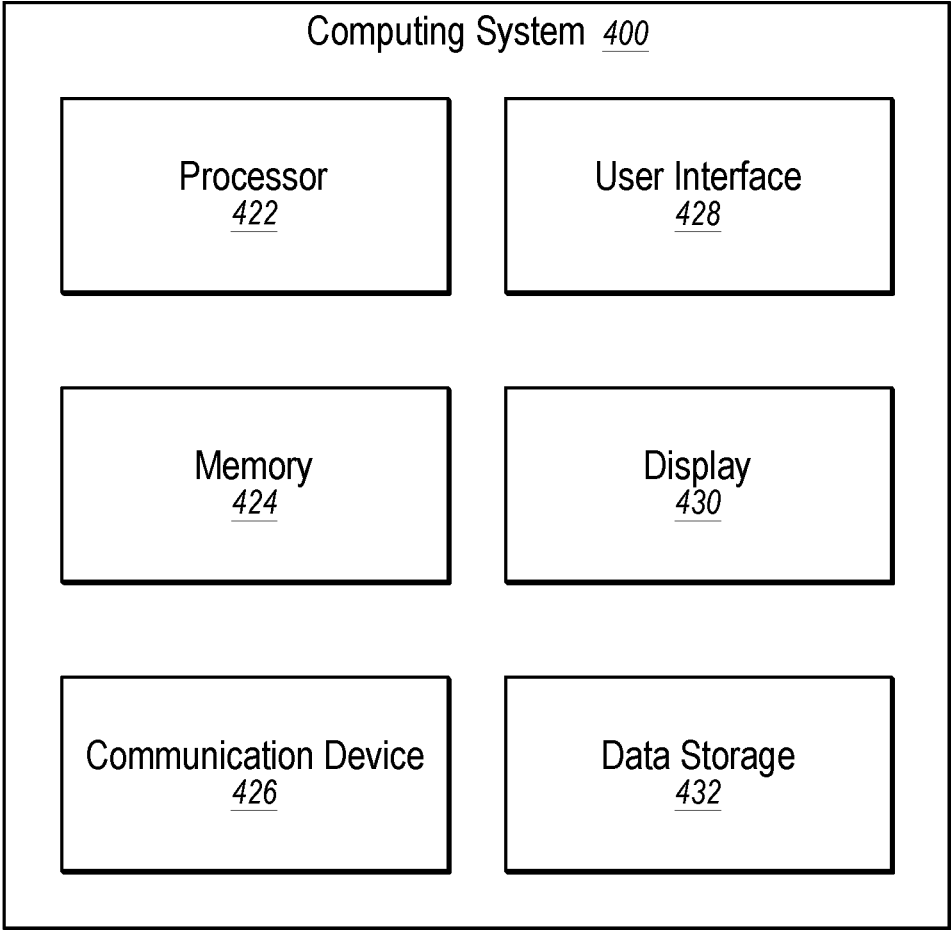 Computing System 400
Processor
422
User Interface
428
Memory
424
Display
430
Communication Device
426
Data Storage
432